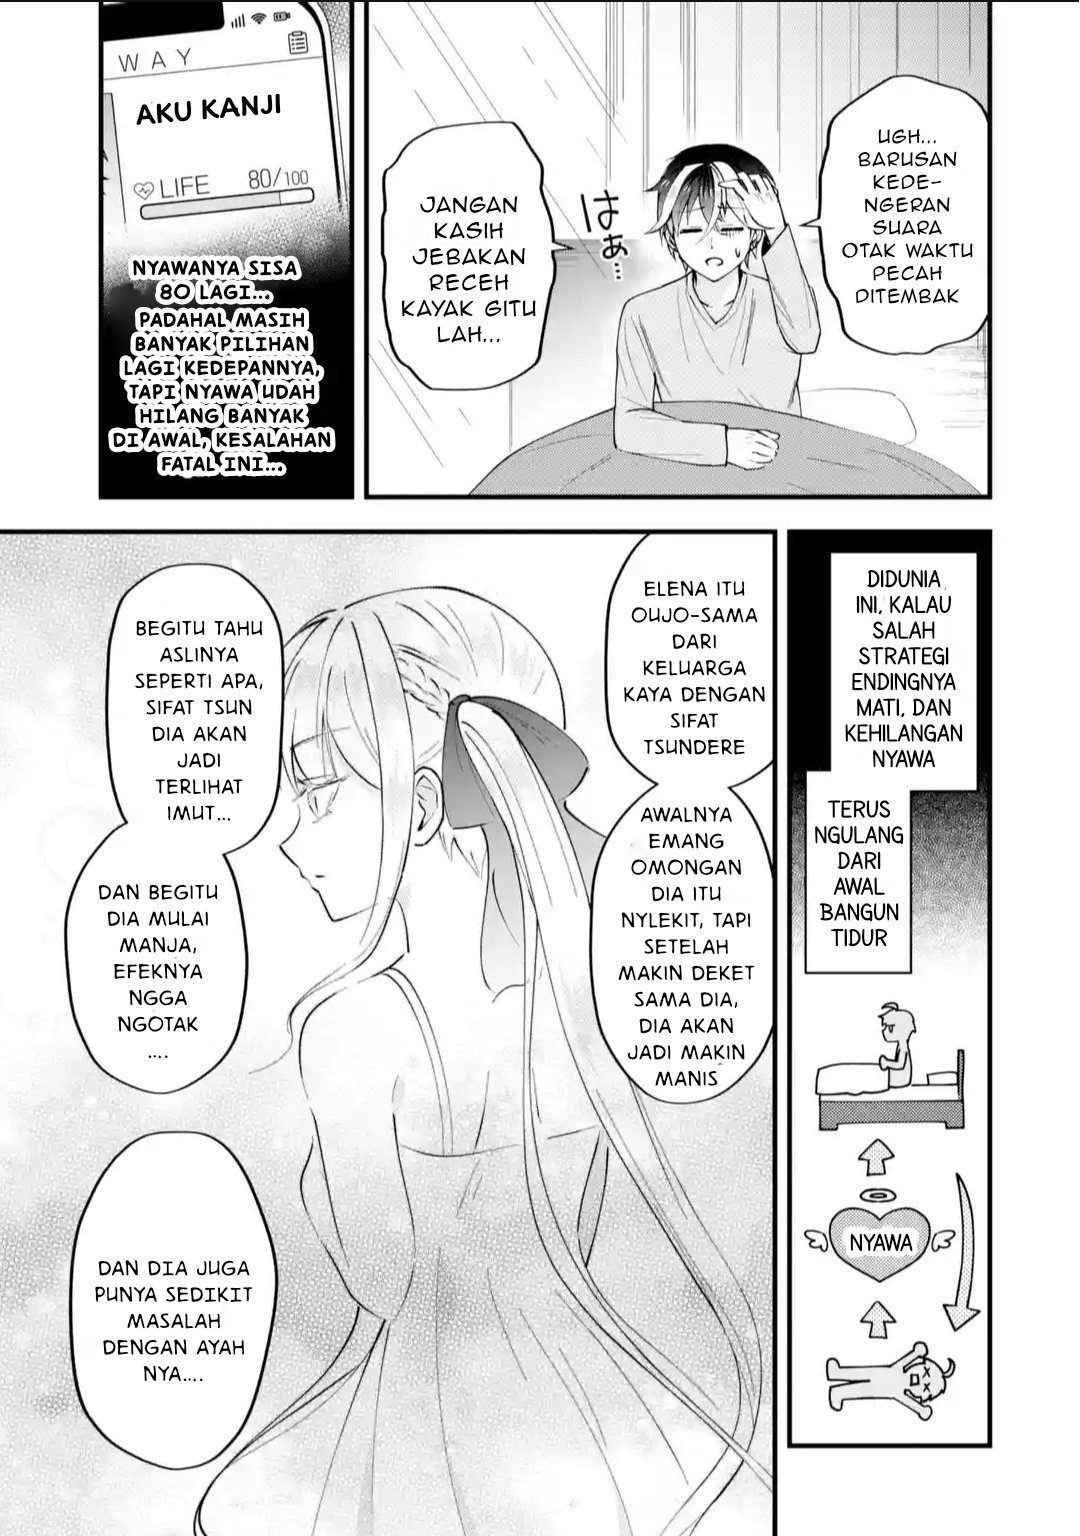 UGH...
BARUSAN
KEDE-
NGERAN
SUARA
OTAK WAKTU
PECAH
DITEMBAK
はぁ…
JANGAN
KASIH
JEBAKAN
RECEH
KAYAK GITU
LAH...
WAY
AKU KANJI
LIFE 80/100
NYAWANYA SISA
80 LAGI...
PADAHAL MASIH
BANYAK PILIHAN
LAGI KEDEPANNYA,
TAPI NYAWA UDAH
HILANG BANYAK
DI AWAL, KESALAHAN
FATAL INI...
DIDUNIA
INI, KALAU
SALAH
STRATEGI
ENDINGNYA
MATI, DAN
KEHILANGAN
NYAWA
TERUS
NGULANG
DARI
AWAL
BANGUN
TIDUR
NYAWA
ELENA ITU
OUJO-SAMA
DARI
KELUARGA
KAYA DENGAN
SIFAT
TSUNDERE
AWALNYA
EMANG
OMONGAN
DIA ITU
NYLEKIT, TAPI
SETELAH
MAKIN DEKET
SAMA DIA,
DIA AKAN
JADI MAKIN
MANIS
BEGITU TAHU
ASLINYA
SEPERTI APA,
SIFAT TSUN
DIA AKAN
JADI
TERLIHAT
IMUT...
DAN BEGITU
DIA MULAI
MANJA,
EFEKNYA
NGGA
NGOTAK
....
DAN DIA JUGA
PUNYA SEDIKIT
MASALAH
DENGAN AYAH
NYA....